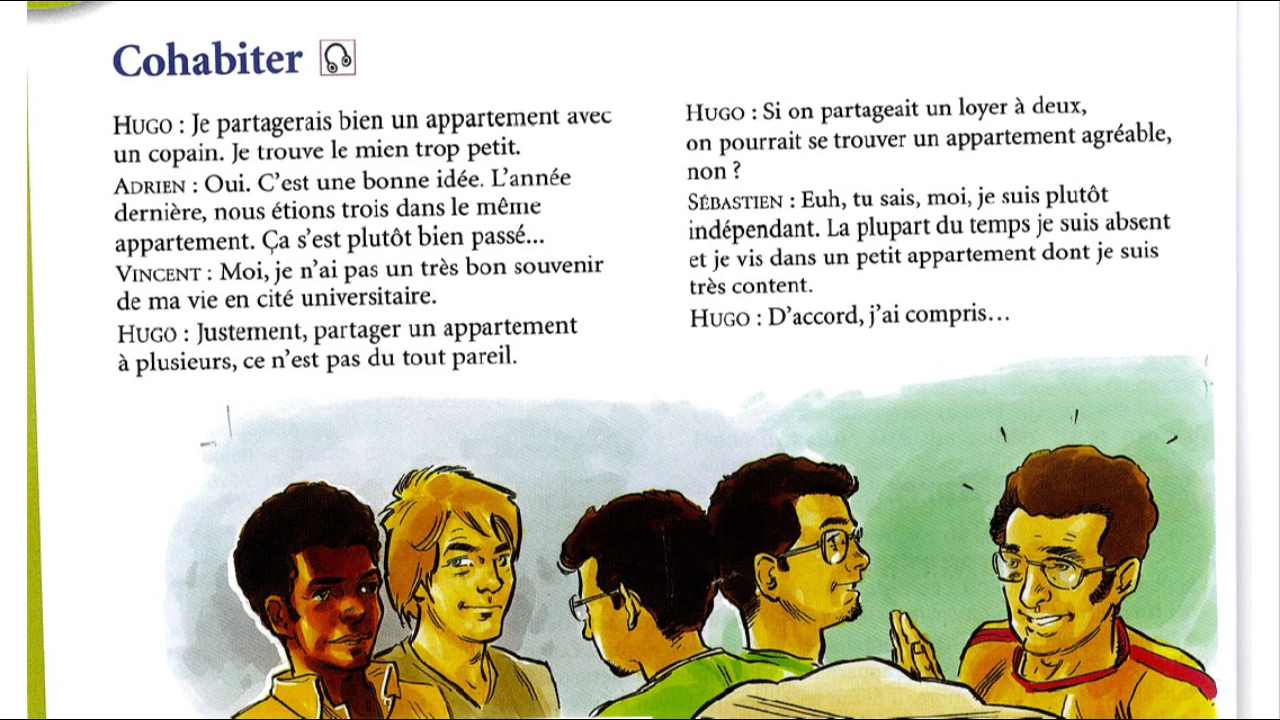 Cohabiter
HUGO : Je partagerais bien un appartement avec
un copain. Je trouve le mien trop petit.
ADRIEN : Oui. C'est une bonne idée. L'année
dernière, nous étions trois dans le même
appartement. Ça s'est plutôt bien passé...
VINCENT : Moi, je n'ai pas un très bon souvenir
de ma vie en cité universitaire.
HUGO : Justement, partager un appartement
à plusieurs, ce n'est pas du tout pareil.
HUGO : Si on partageait un loyer à deux,
on pourrait se trouver un appartement agréable,
non ?
SÉBASTIEN : Euh, tu sais, moi, je suis plutôt
indépendant. La plupart du temps je suis absent
et je vis dans un petit appartement dont je suis
très content.
HUGO : D'accord, j'ai compris...